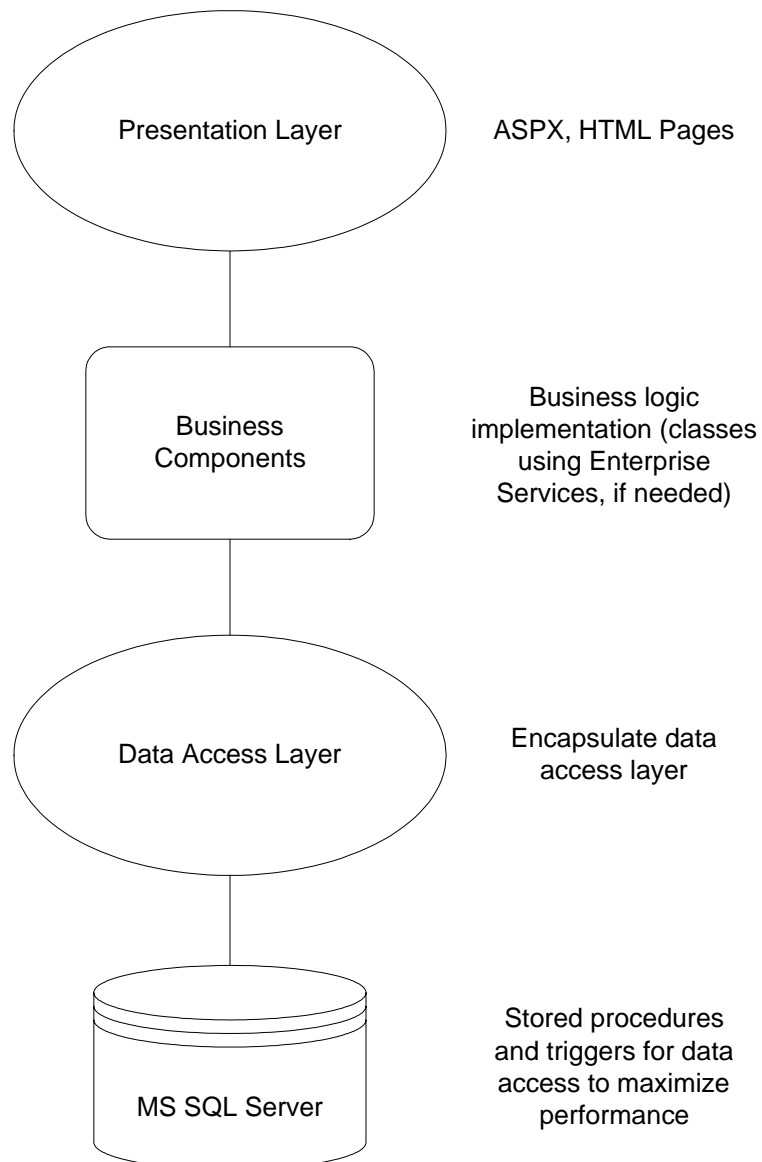 Presentation Layer
ASPX, HTML Pages
Business
Components
Business logic
implementation (classes
using Enterprise
Services, if needed)
Data Access Layer
Encapsulate data
access layer
MS SQL Server
Stored procedures
and triggers for data
access to maximize
performance